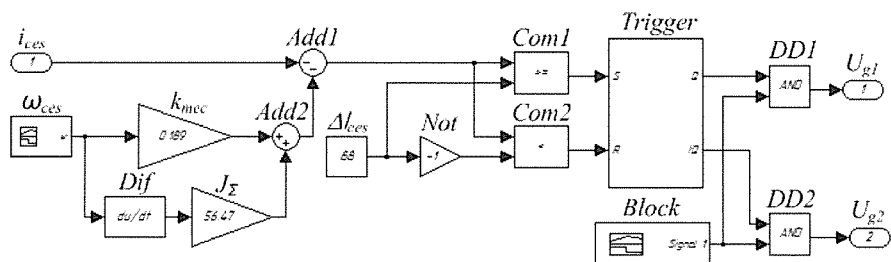 i_ces
1
ω_ces
k_mec
0.189
Dif
du/dt
J_Σ
56.47
Add1
−
−
Add2
+
+
ΔI_ces
68
Not
-1
Com1
>=
Com2
<
Trigger
S
R
Q
!Q
Block
Signal 1
DD1
AND
U_g1
1
DD2
AND
U_g2
2